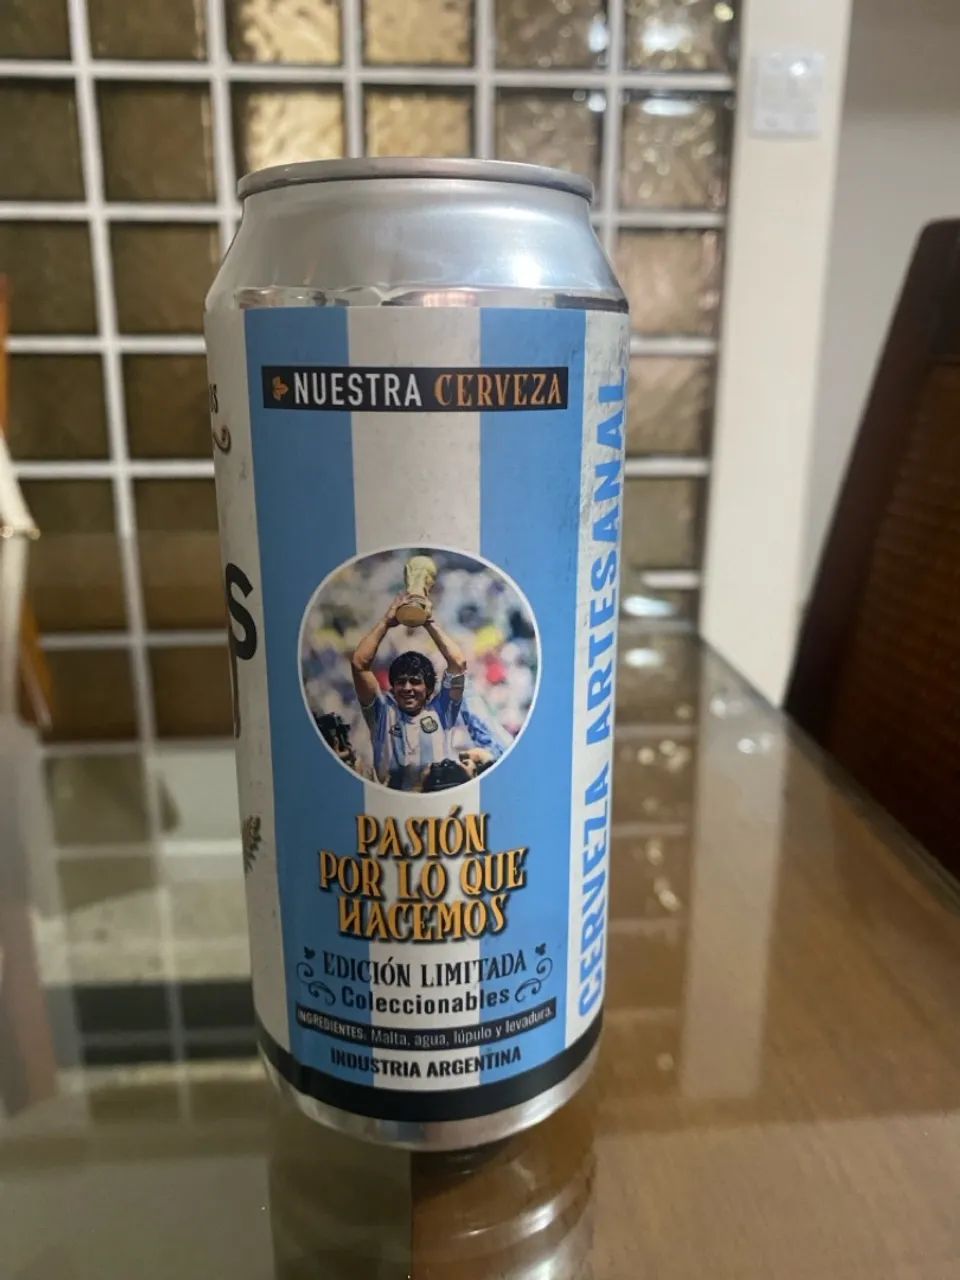 NUESTRA CERVEZA
PASIÓN
POR LO QUE
HACEMOS
EDICIÓN LIMITADA
Coleccionables
INGREDIENTES. Malta, agua, lúpulo y levadura.
INDUSTRIA ARGENTINA
CERVEZA ARTESANAL